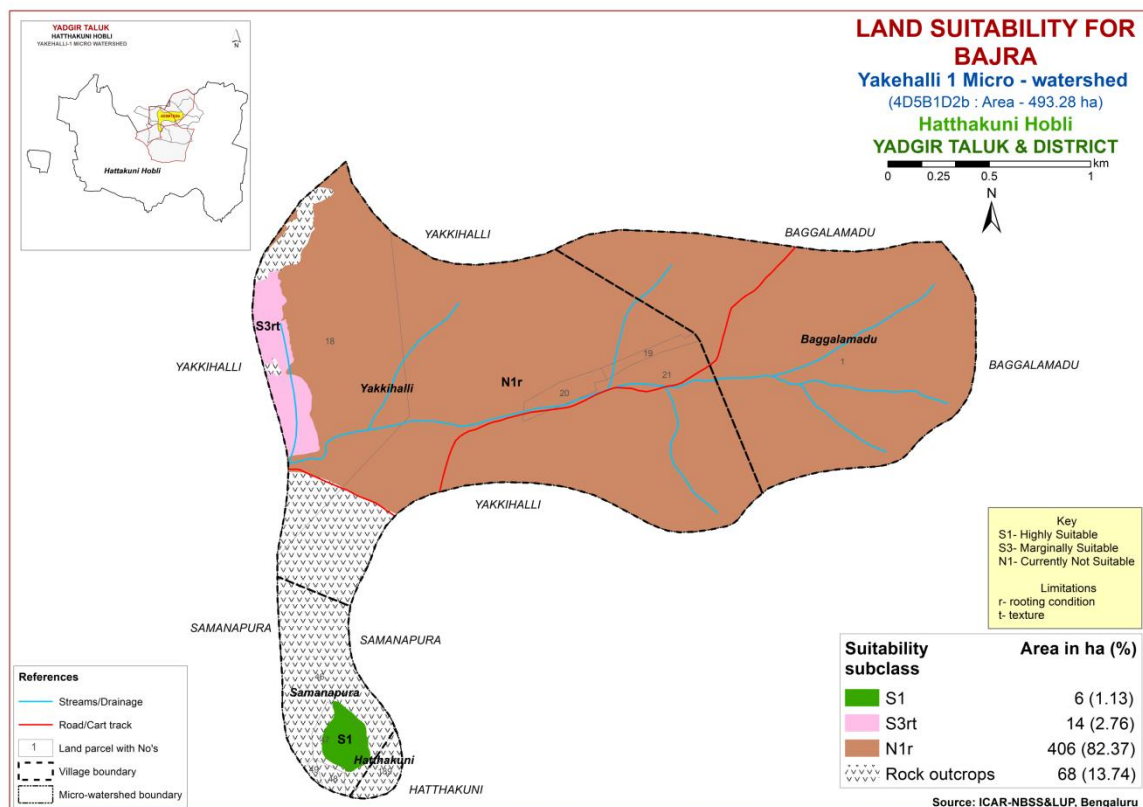 YADGIR TALUK
HATTHAKUNI HOBLI
YAKEHALLI-1 MICRO WATERSHED
N
Hattakuni Hobli
LAND SUITABILITY FOR
BAJRA
Yakehalli 1 Micro - watershed
(4D5B1D2b : Area - 493.28 ha)
Hatthakuni Hobli
YADGIR TALUK & DISTRICT
km
0 0.25 0.5 1
N
YAKKIHALLI
BAGGALAMADU
S3rt
18
YAKKIHALLI
Yakkihalli
N1r
19
20
21
Baggalamadu
1
BAGGALAMADU
YAKKIHALLI
SAMANAPURA
SAMANAPURA
Samanapura
S1
Hatthakuni
HATTHAKUNI
Key
S1- Highly Suitable
S3- Marginally Suitable
N1- Currently Not Suitable
Limitations
r- rooting condition
t- texture
References
Streams/Drainage
Road/Cart track
1 Land parcel with No's
Village boundary
Micro-watershed boundary
Suitability subclass Area in ha (%)
S1 6 (1.13)
S3rt 14 (2.76)
N1r 406 (82.37)
Rock outcrops 68 (13.74)
Source: ICAR-NBSS&LUP, Bengaluru